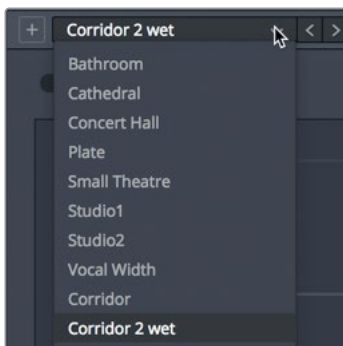 Corridor 2 wet
Bathroom
Cathedral
Concert Hall
Plate
Small Theatre
Studio1
Studio2
Vocal Width
Corridor
Corridor 2 wet